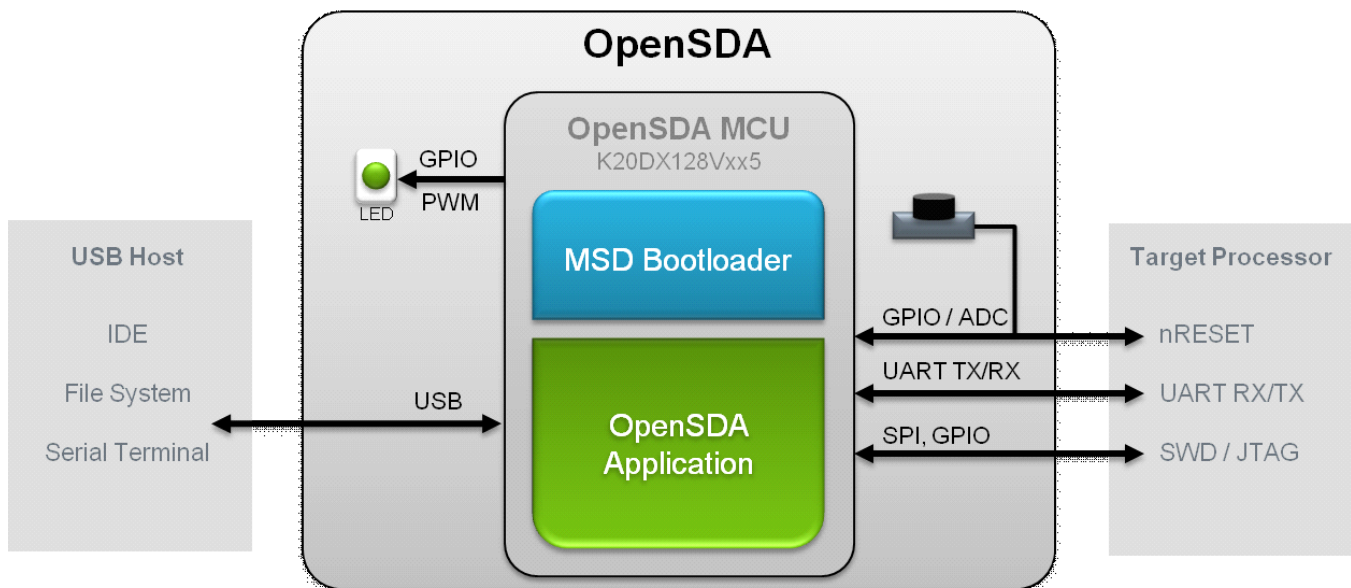 OpenSDA
OpenSDA MCU
K20DX128Vxx5
GPIO
PWM
LED
MSD Bootloader
USB Host
IDE
File System
Serial Terminal
USB
OpenSDA
Application
GPIO / ADC
UART TX/RX
SPI, GPIO
Target Processor
nRESET
UART RX/TX
SWD / JTAG